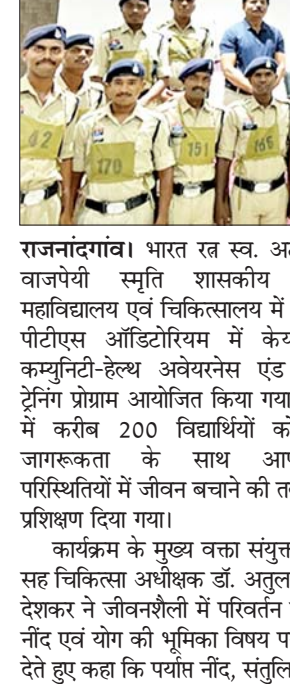 62
170
151
166
राजनांदगांव। भारत रत्न स्व.
वाजपेयी स्मृति शासकीय
महाविद्यालय एवं चिकित्सालय में
पीटीएस ऑडिटोरियम में
कम्युनिटी-हेल्थ अवेयरनेस एंड
ट्रेनिंग प्रोग्राम आयोजित किया गया
में करीब 200 विद्यार्थियों
जागरूकता के साथ
परिस्थितियों में जीवन बचाने की
प्रशिक्षण दिया गया।
कार्यक्रम के मुख्य वक्ता
सह चिकित्सा अधीक्षक डॉ. अतुल
देशकर ने जीवनशैली में परिवर्तन
नींद एवं योग की भूमिका विषय
देते हुए कहा कि पर्याप्त नींद,